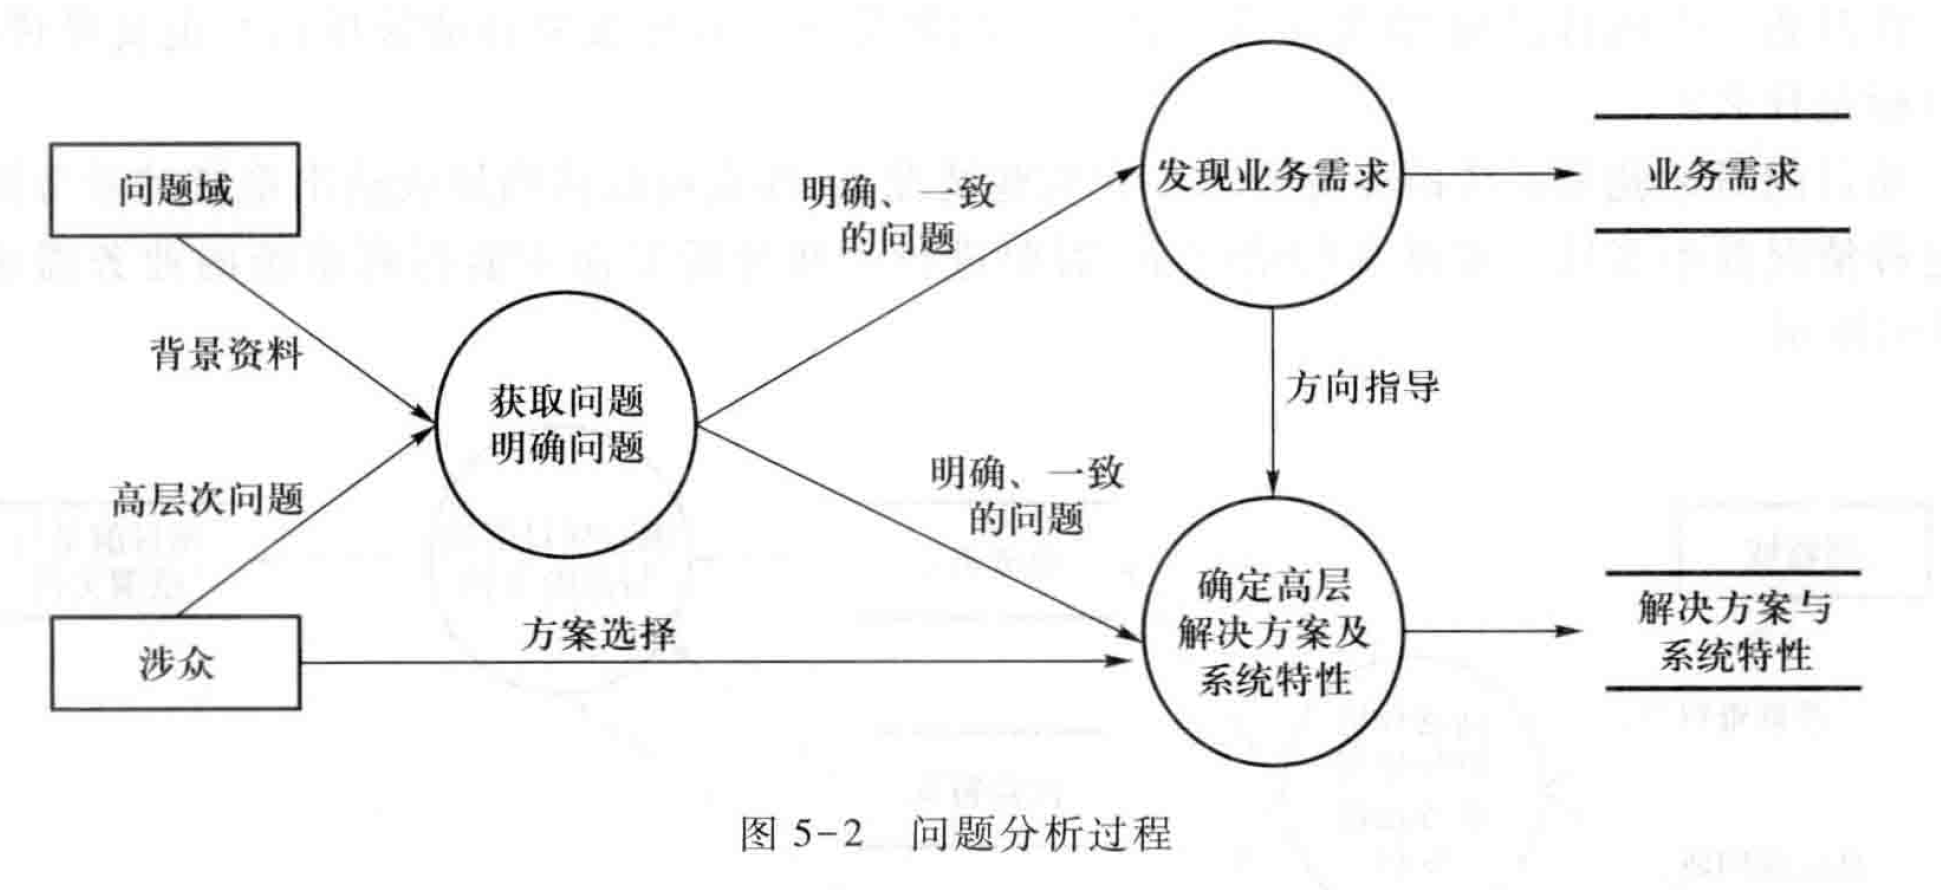 问题域
背景资料
高层次问题
涉众
获取问题
明确问题
方案选择
明确、一致
的问题
明确、一致
的问题
发现业务需求
方向指导
确定高层
解决方案及
系统特性
业务需求
解决方案与
系统特性
图 5-2 问题分析过程